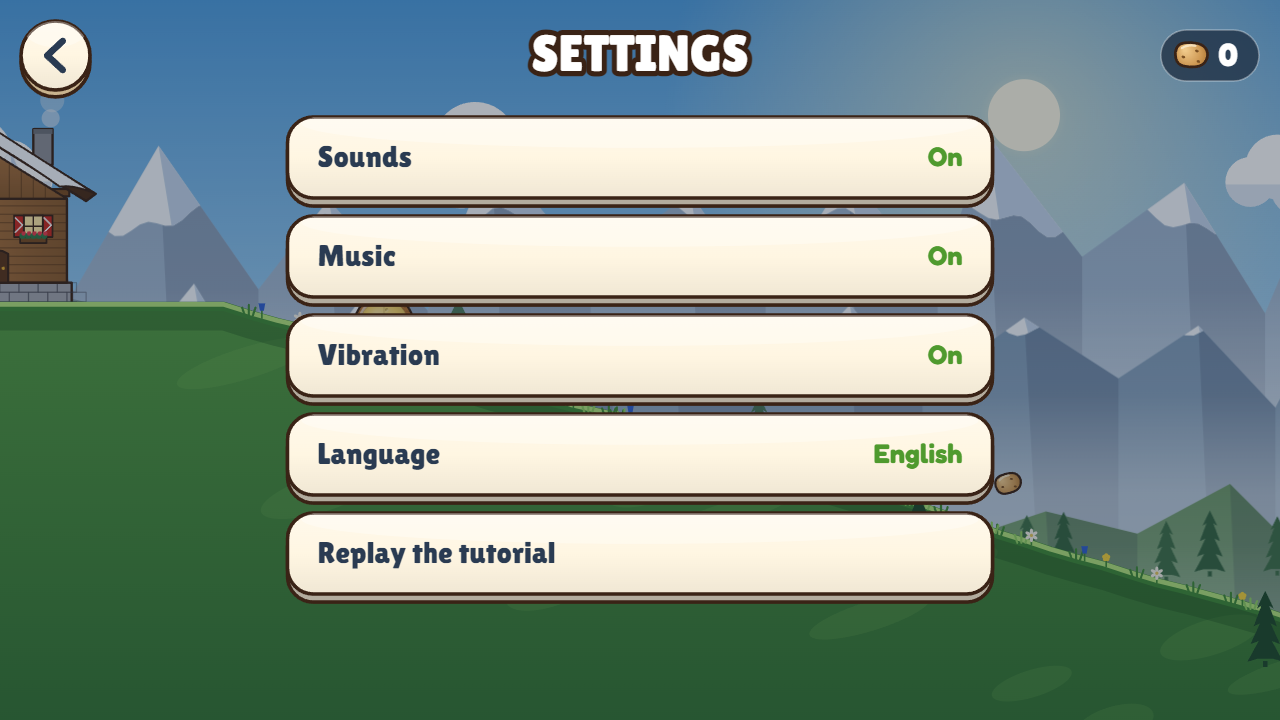 SETTINGS
0
Sounds On
Music On
Vibration On
Language English
Replay the tutorial